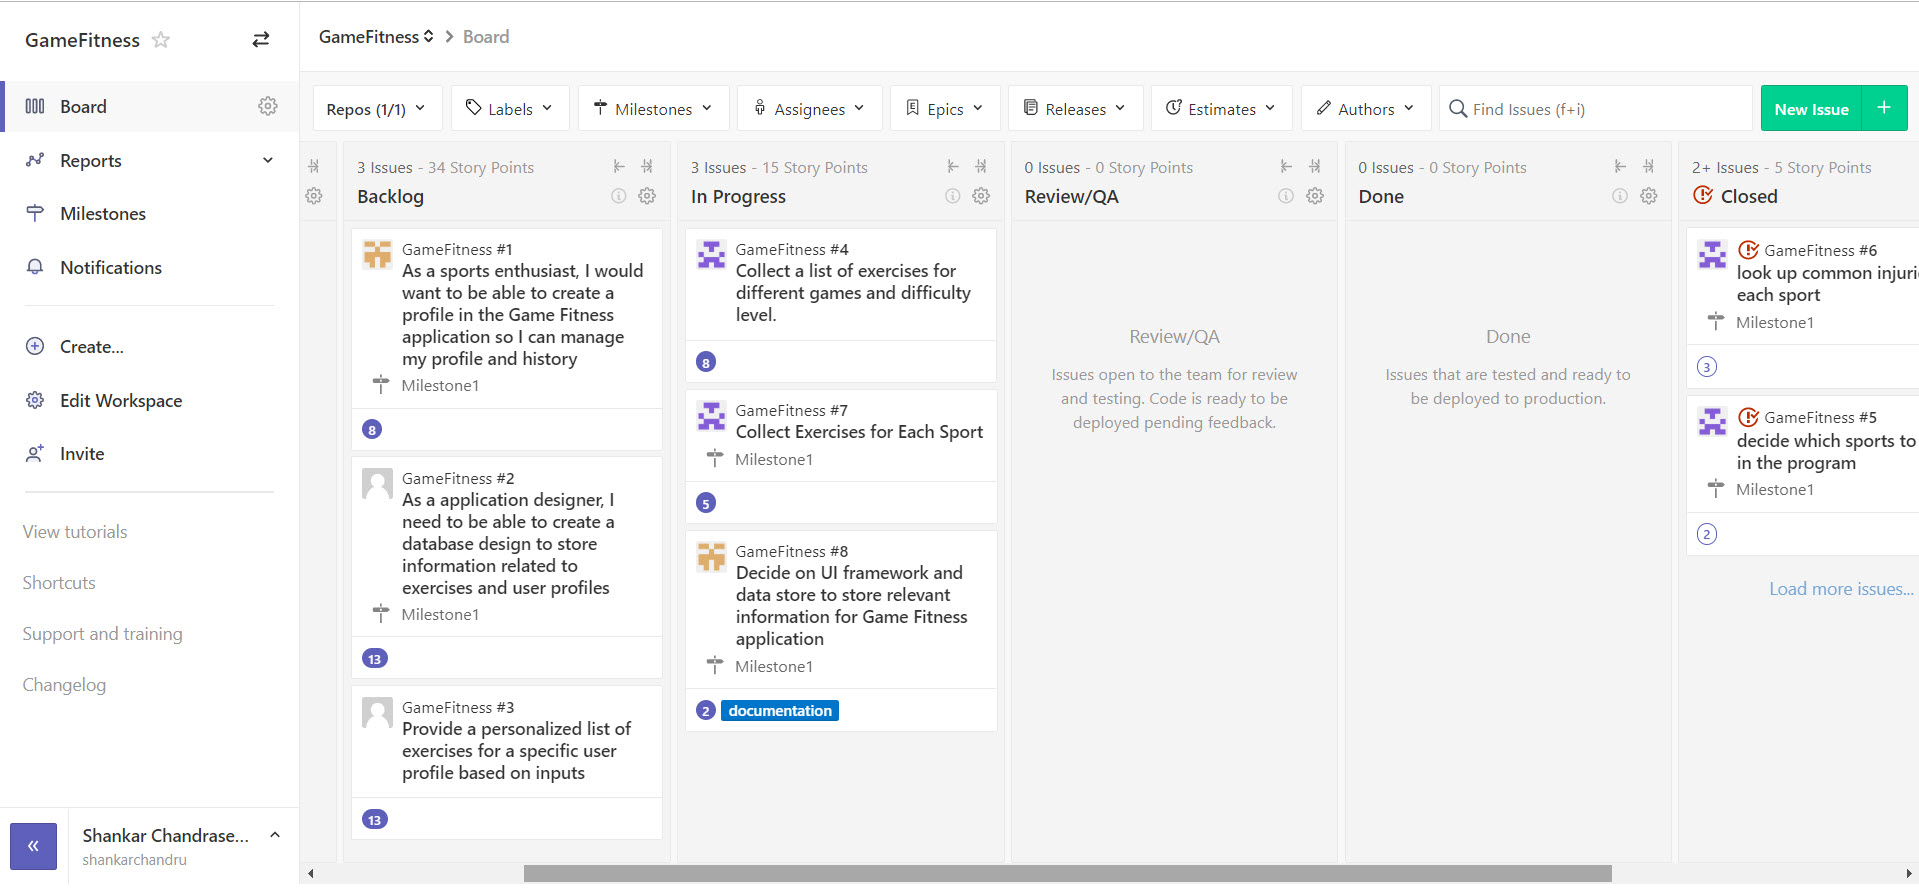 GameFitness
Board
Reports
Milestones
Notifications
Create...
Edit Workspace
Invite
View tutorials
Shortcuts
Support and training
Changelog
«
Shankar Chandrase...
shankarchandru
GameFitness > Board
Repos (1/1)
Labels
Milestones
Assignees
Epics
Releases
Estimates
Authors
Find Issues (f+i)
New Issue +
3 Issues - 34 Story Points
Backlog
GameFitness #1
As a sports enthusiast, I would
want to be able to create a
profile in the Game Fitness
application so I can manage
my profile and history
Milestone1
8
GameFitness #2
As a application designer, I
need to be able to create a
database design to store
information related to
exercises and user profiles
Milestone1
13
GameFitness #3
Provide a personalized list of
exercises for a specific user
profile based on inputs
13
3 Issues - 15 Story Points
In Progress
GameFitness #4
Collect a list of exercises for
different games and difficulty
level.
8
GameFitness #7
Collect Exercises for Each Sport
Milestone1
5
GameFitness #8
Decide on UI framework and
data store to store relevant
information for Game Fitness
application
Milestone1
2 documentation
0 Issues - 0 Story Points
Review/QA
Review/QA
Issues open to the team for review
and testing. Code is ready to be
deployed pending feedback.
0 Issues - 0 Story Points
Done
Done
Issues that are tested and ready to
be deployed to production.
2+ Issues - 5 Story Points
Closed
GameFitness #6
look up common injuri
each sport
Milestone1
3
GameFitness #5
decide which sports to
in the program
Milestone1
2
Load more issues...